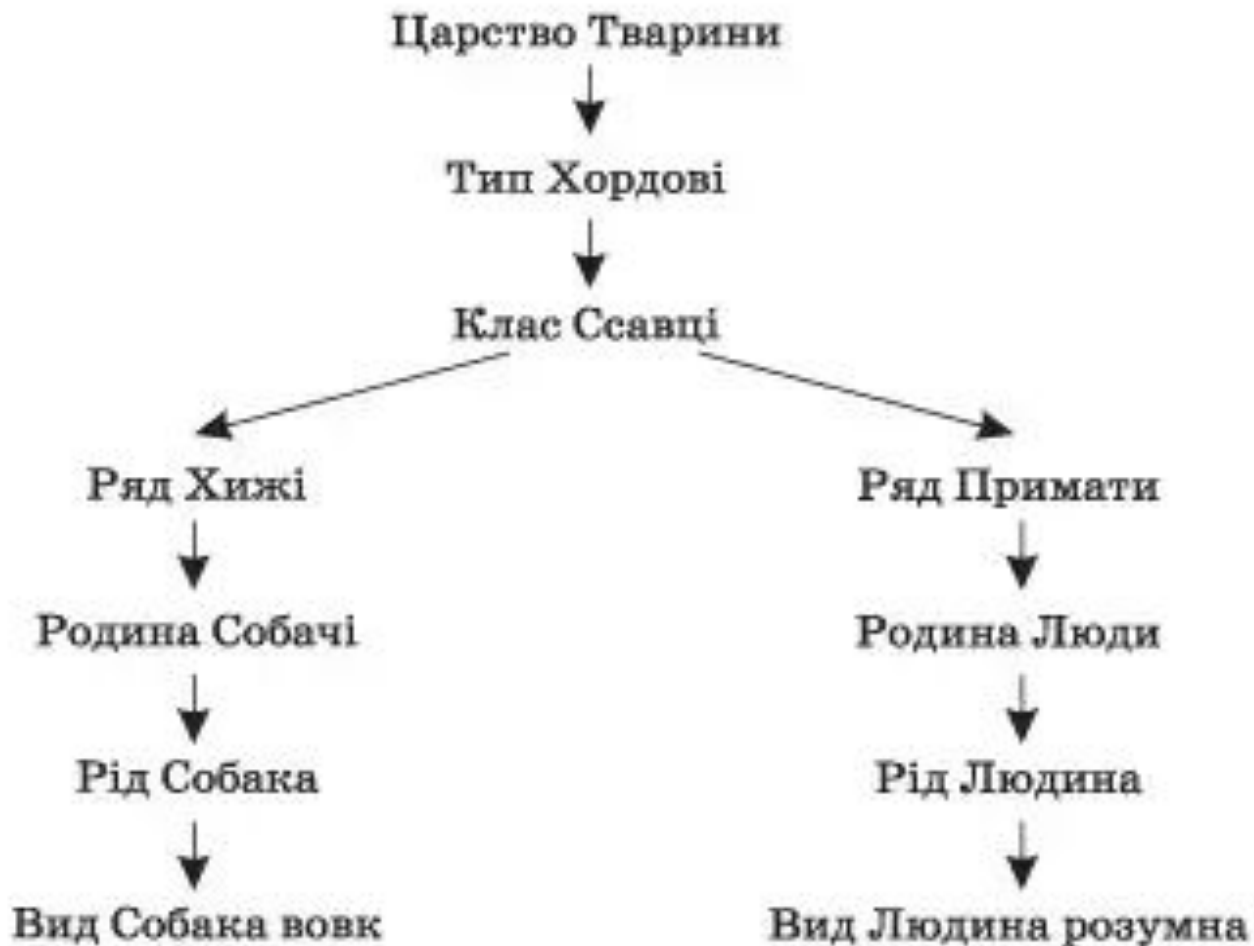 Царство Тварини
Тип Хордові
Клас Ссавці
Ряд Хижі
Ряд Примати
Родина Собачі
Родина Люди
Рід Собака
Рід Людина
Вид Собака вовк
Вид Людина розумна